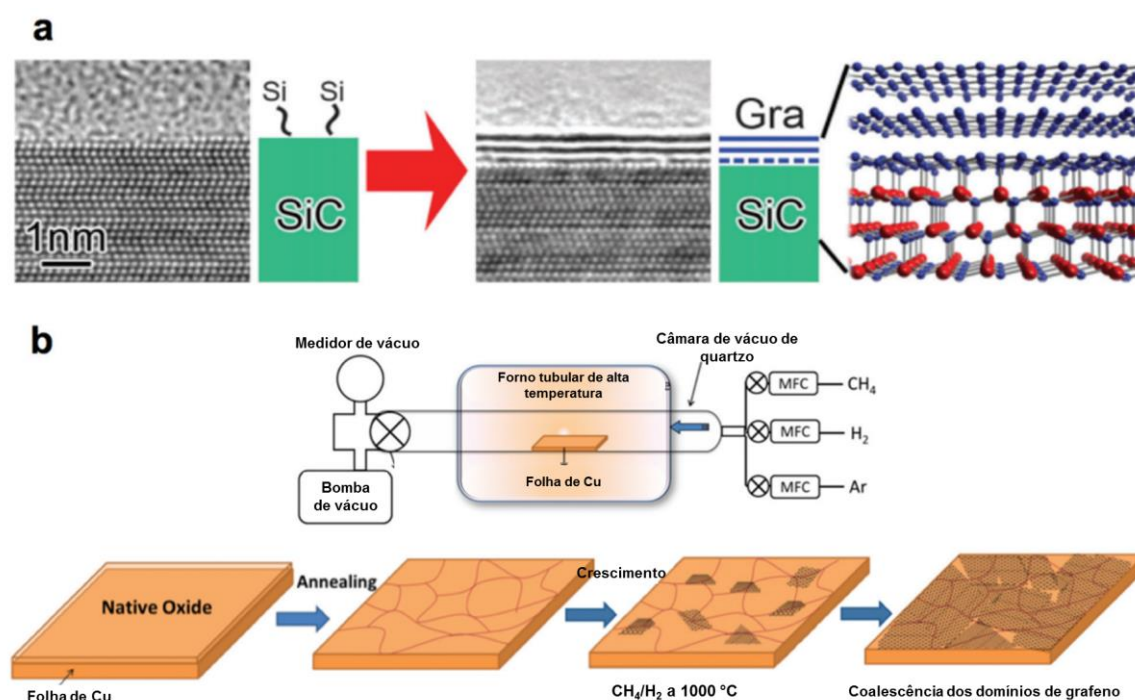 a
Si Si
SiC
1nm
Gra
SiC
b
Medidor de vácuo
Bomba
de vácuo
Forno tubular de alta
temperatura
Folha de Cu
Câmara de vácuo de
quartzo
MFC CH₄
MFC H₂
MFC Ar
Native Oxide
Folha de Cu
Annealing
Crescimento
CH₄/H₂ a 1000 °C
Coalescência dos domínios de grafeno